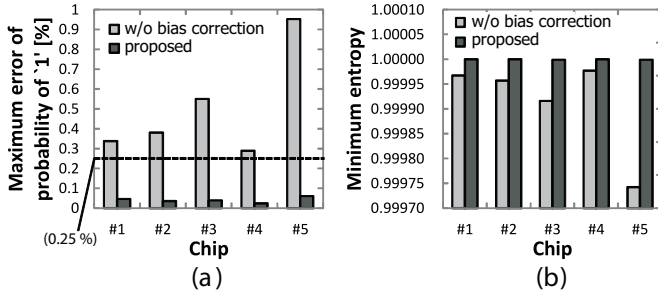 Maximum error of
probability of `1' [%]
1
0.9
0.8
0.7
0.6
0.5
0.4
0.3
0.2
0.1
0
(0.25 %)
w/o bias correction
proposed
#1 #2 #3 #4 #5
Chip
(a)
Minimum entropy
1.00010
1.00005
1.00000
0.99995
0.99990
0.99985
0.99980
0.99975
0.99970
w/o bias correction
proposed
#1 #2 #3 #4 #5
Chip
(b)